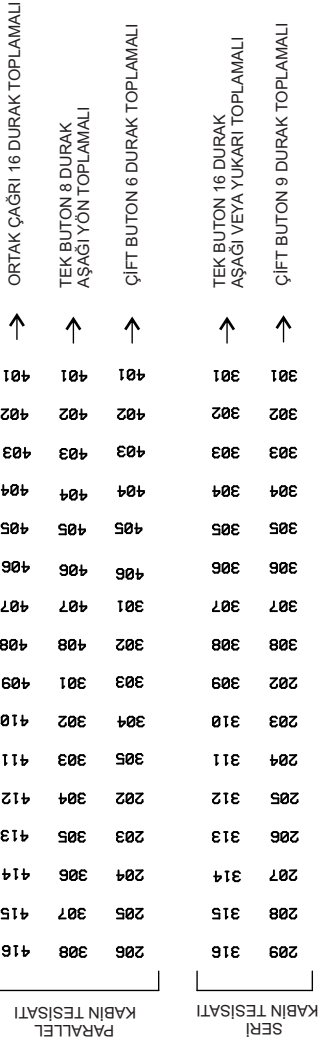 ORTAK ÇAĞRI 16 DURAK TOPLAMALI
TEK BUTON 8 DURAK
AŞAĞI YÖN TOPLAMALI
ÇİFT BUTON 6 DURAK TOPLAMALI
TEK BUTON 16 DURAK
AŞAĞI VEYA YUKARI TOPLAMALI
ÇİFT BUTON 9 DURAK TOPLAMALI
401 401 401 301 301
402 402 402 302 302
403 403 403 303 303
404 404 404 304 304
405 405 405 305 305
406 406 406 306 306
407 407 301 307 307
408 408 302 308 308
409 301 303 309 202
410 302 304 310 203
411 303 305 311 204
412 304 202 312 205
413 305 203 313 206
414 306 204 314 207
415 307 205 315 208
416 308 206 316 209
PARALLEL
KABİN TESİSATI
SERİ
KABİN TESİSATI